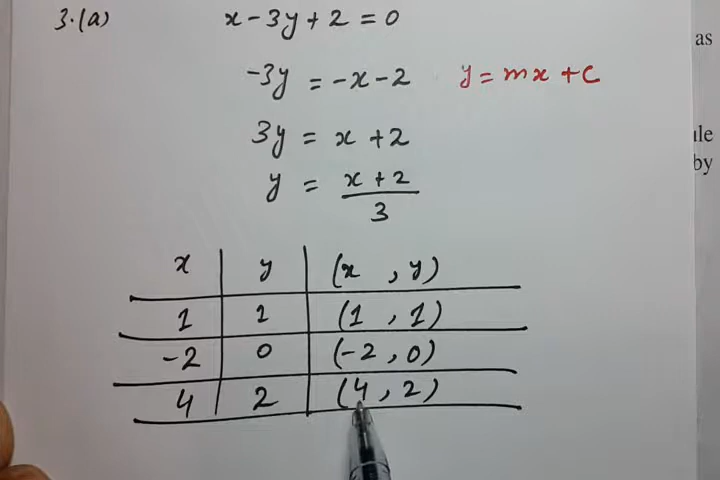 3.(a) x - 3y + 2 = 0
as
-3y = -x - 2 y = mx + c
3y = x + 2
by
y = x + 2 / 3
x y (x , y)
1 1 (1 , 1)
-2 0 (-2 , 0)
4 2 (4 , 2)